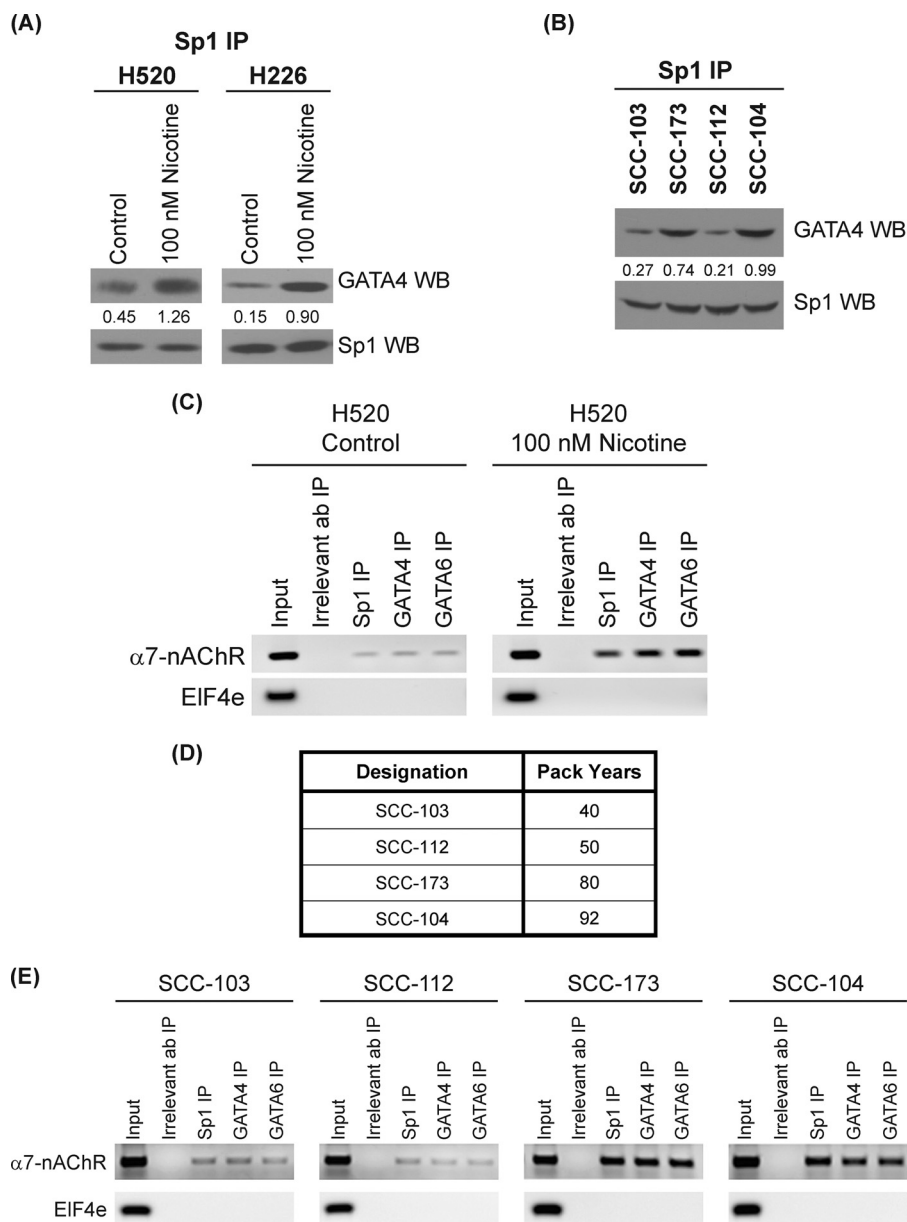 (A)
Sp1 IP
H520 H226
Control 100 nM Nicotine Control 100 nM Nicotine
GATA4 WB
0.45 1.26 0.15 0.90
Sp1 WB
(B)
Sp1 IP
SCC-103 SCC-173 SCC-112 SCC-104
GATA4 WB
0.27 0.74 0.21 0.99
Sp1 WB
(C)
H520 H520
Control 100 nM Nicotine
Input Irrelevant ab IP Sp1 IP GATA4 IP GATA6 IP Input Irrelevant ab IP Sp1 IP GATA4 IP GATA6 IP
α7-nAChR
EIF4e
(D)
Designation Pack Years
SCC-103 40
SCC-112 50
SCC-173 80
SCC-104 92
(E)
SCC-103 SCC-112 SCC-173 SCC-104
Input Irrelevant ab IP Sp1 IP GATA4 IP GATA6 IP Input Irrelevant ab IP Sp1 IP GATA4 IP GATA6 IP Input Irrelevant ab IP Sp1 IP GATA4 IP GATA6 IP Input Irrelevant ab IP Sp1 IP GATA4 IP GATA6 IP
α7-nAChR
EIF4e